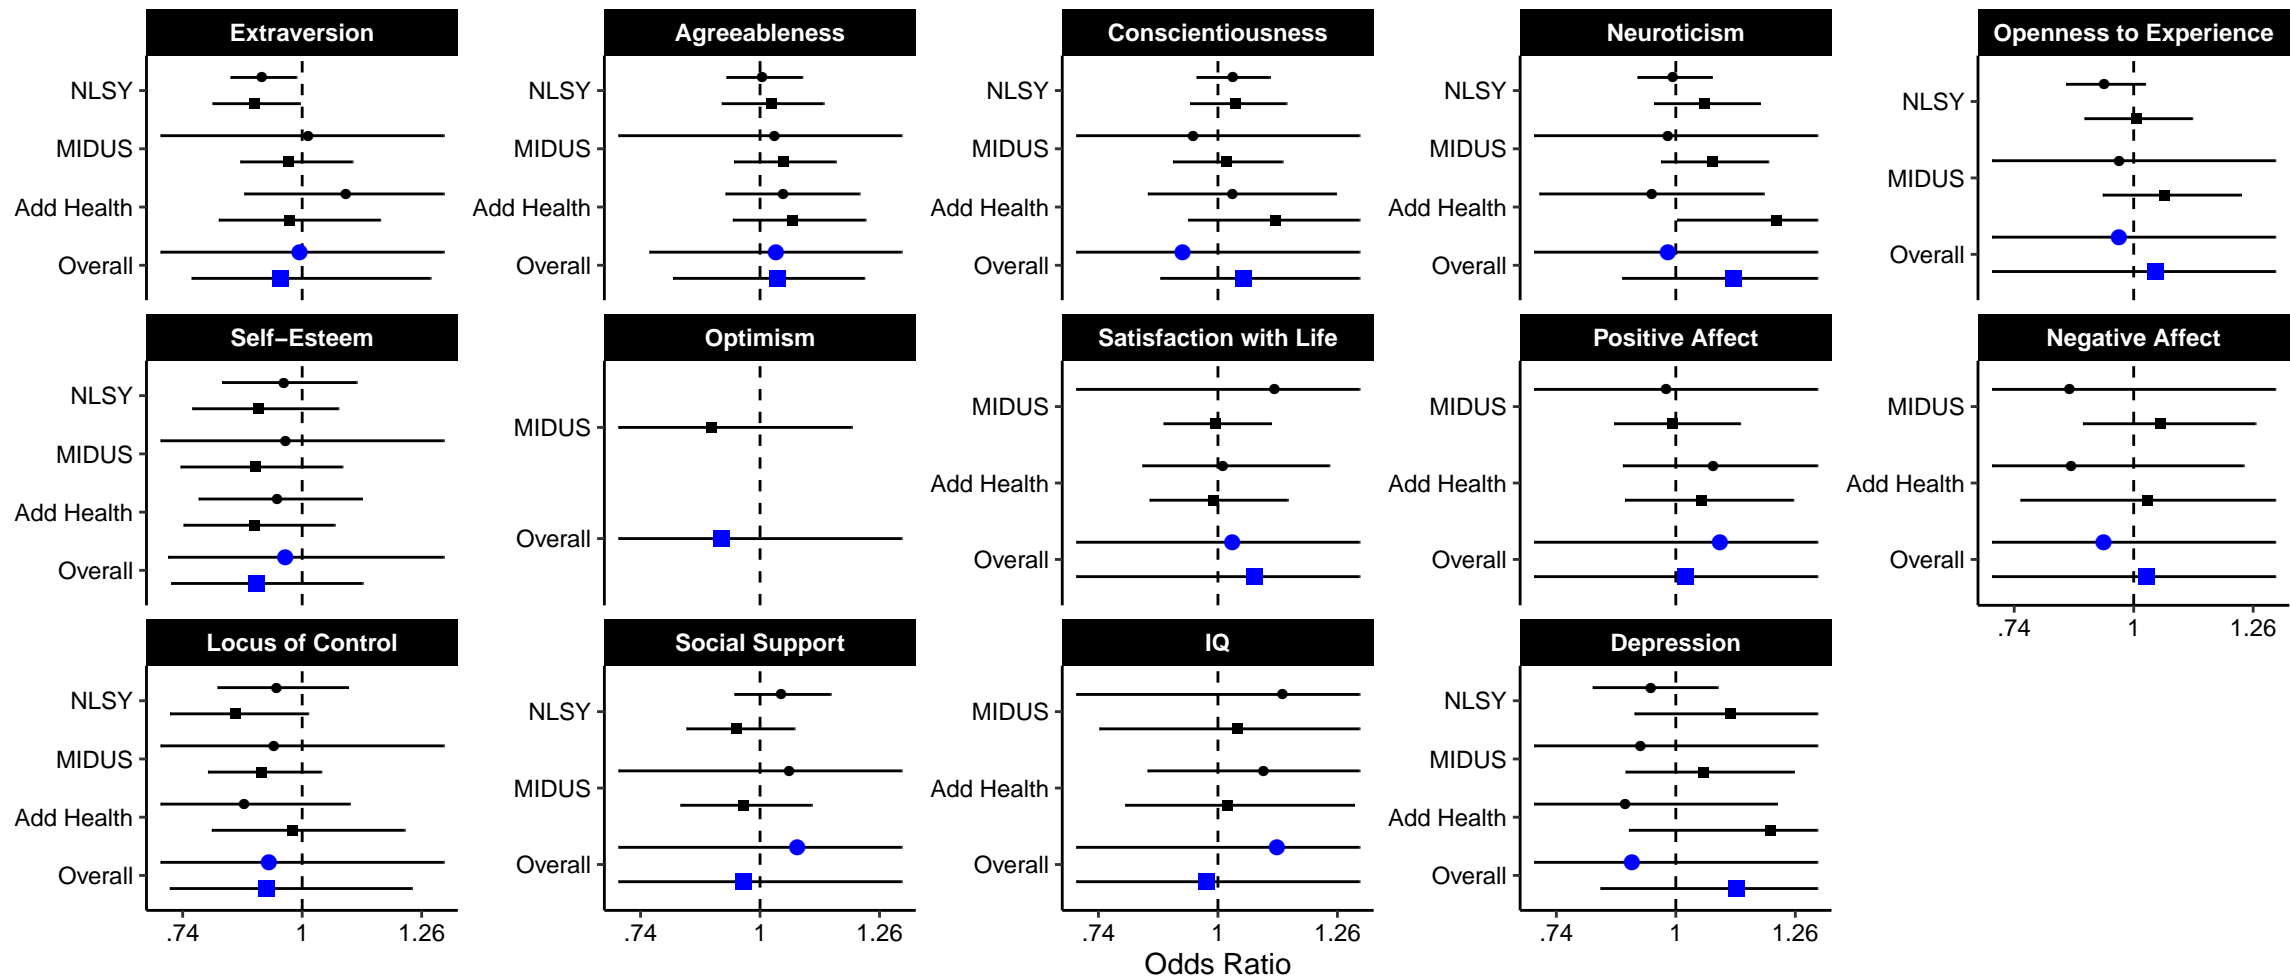 Extraversion
NLSY
MIDUS
Add Health
Overall
Agreeableness
NLSY
MIDUS
Add Health
Overall
Conscientiousness
NLSY
MIDUS
Add Health
Overall
Neuroticism
NLSY
MIDUS
Add Health
Overall
Openness to Experience
NLSY
MIDUS
Overall
Self−Esteem
NLSY
MIDUS
Add Health
Overall
Optimism
MIDUS
Overall
Satisfaction with Life
MIDUS
Add Health
Overall
Positive Affect
MIDUS
Add Health
Overall
Negative Affect
MIDUS
Add Health
Overall
.74 1 1.26
Locus of Control
NLSY
MIDUS
Add Health
Overall
.74 1 1.26
Social Support
NLSY
MIDUS
Overall
.74 1 1.26
IQ
MIDUS
Add Health
Overall
.74 1 1.26
Depression
NLSY
MIDUS
Add Health
Overall
.74 1 1.26
Odds Ratio